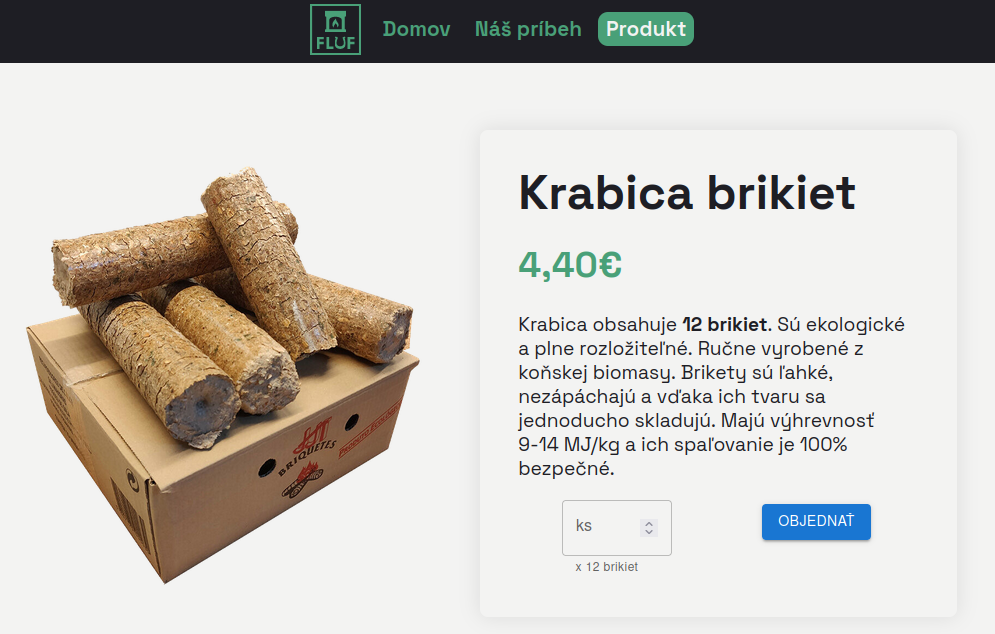 FLUF
Domov
Náš príbeh
Produkt
Krabica brikiet
4,40€
Krabica obsahuje 12 brikiet. Sú ekologické
a plne rozložiteľné. Ručne vyrobené z
koňskej biomasy. Brikety sú ľahké,
nezápáchajú a vďaka ich tvaru sa
jednoducho skladujú. Majú výhrevnosť
9-14 MJ/kg a ich spaľovanie je 100%
bezpečné.
ks
OBJEDNAŤ
x 12 brikiet
BRIQUETES